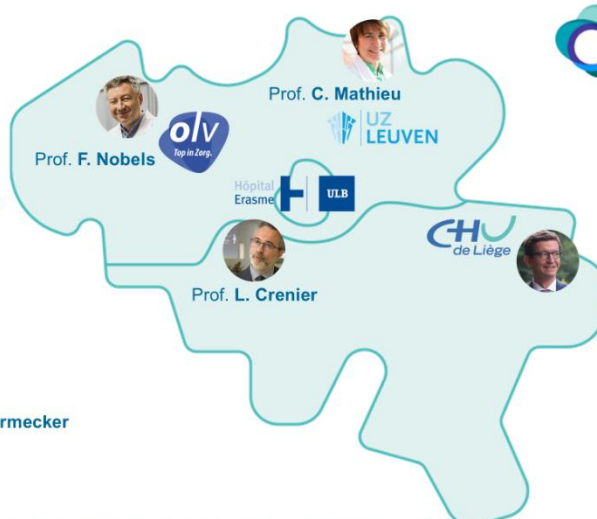 Prof. C. Mathieu
UZ
LEUVEN
olv
Top in Zorg.
Prof. F. Nobels
Hôpital
Erasme
ULB
CHU
de Liège
Prof. L. Crenier
rmecker